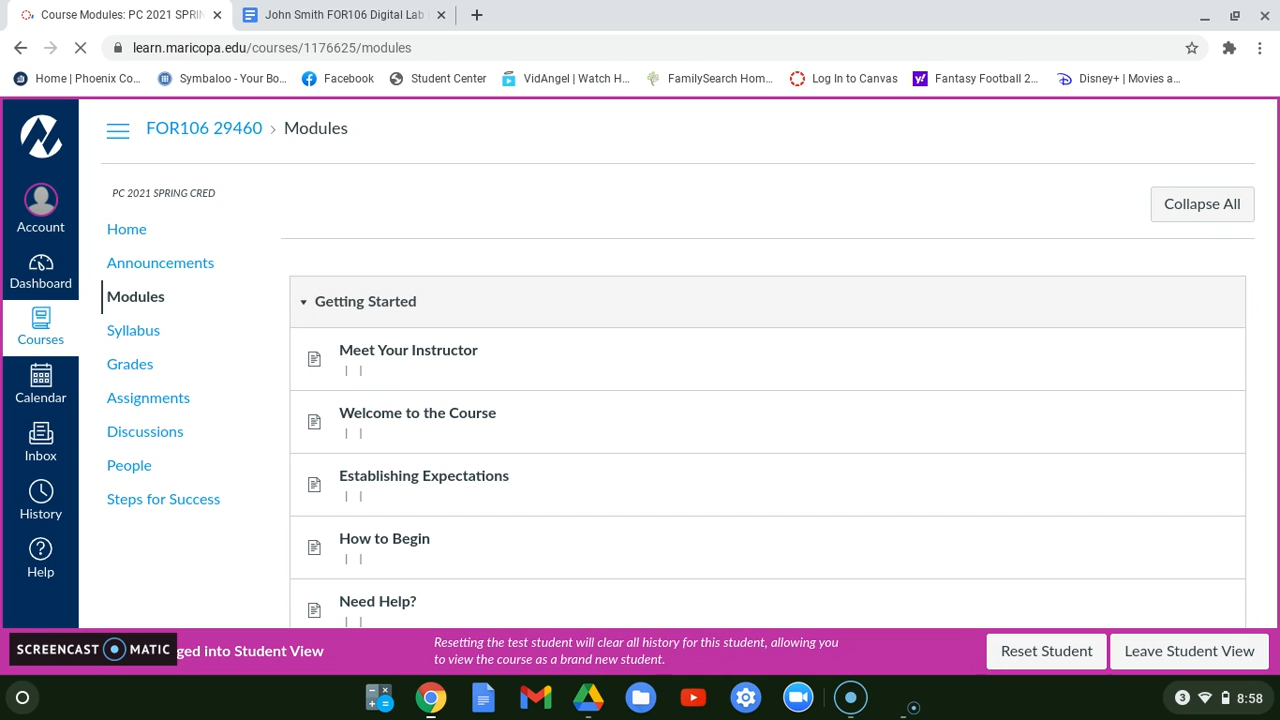 Course Modules: PC 2021 SPRIN
John Smith FOR106 Digital Lab
learn.maricopa.edu/courses/1176625/modules
Home | Phoenix Co...
Symbaloo - Your Bo...
Facebook
Student Center
VidAngel | Watch H...
FamilySearch Hom...
Log In to Canvas
Fantasy Football 2...
Disney+ | Movies a...
FOR106 29460 > Modules
PC 2021 SPRING CRED
Collapse All
Account
Dashboard
Courses
Calendar
Inbox
History
Help
Home
Announcements
Modules
Syllabus
Grades
Assignments
Discussions
People
Steps for Success
Getting Started
Meet Your Instructor
| |
Welcome to the Course
| |
Establishing Expectations
| |
How to Begin
| |
Need Help?
| |
SCREENCAST MATIC
ged into Student View
Resetting the test student will clear all history for this student, allowing you
to view the course as a brand new student.
Reset Student
Leave Student View
3
8:58